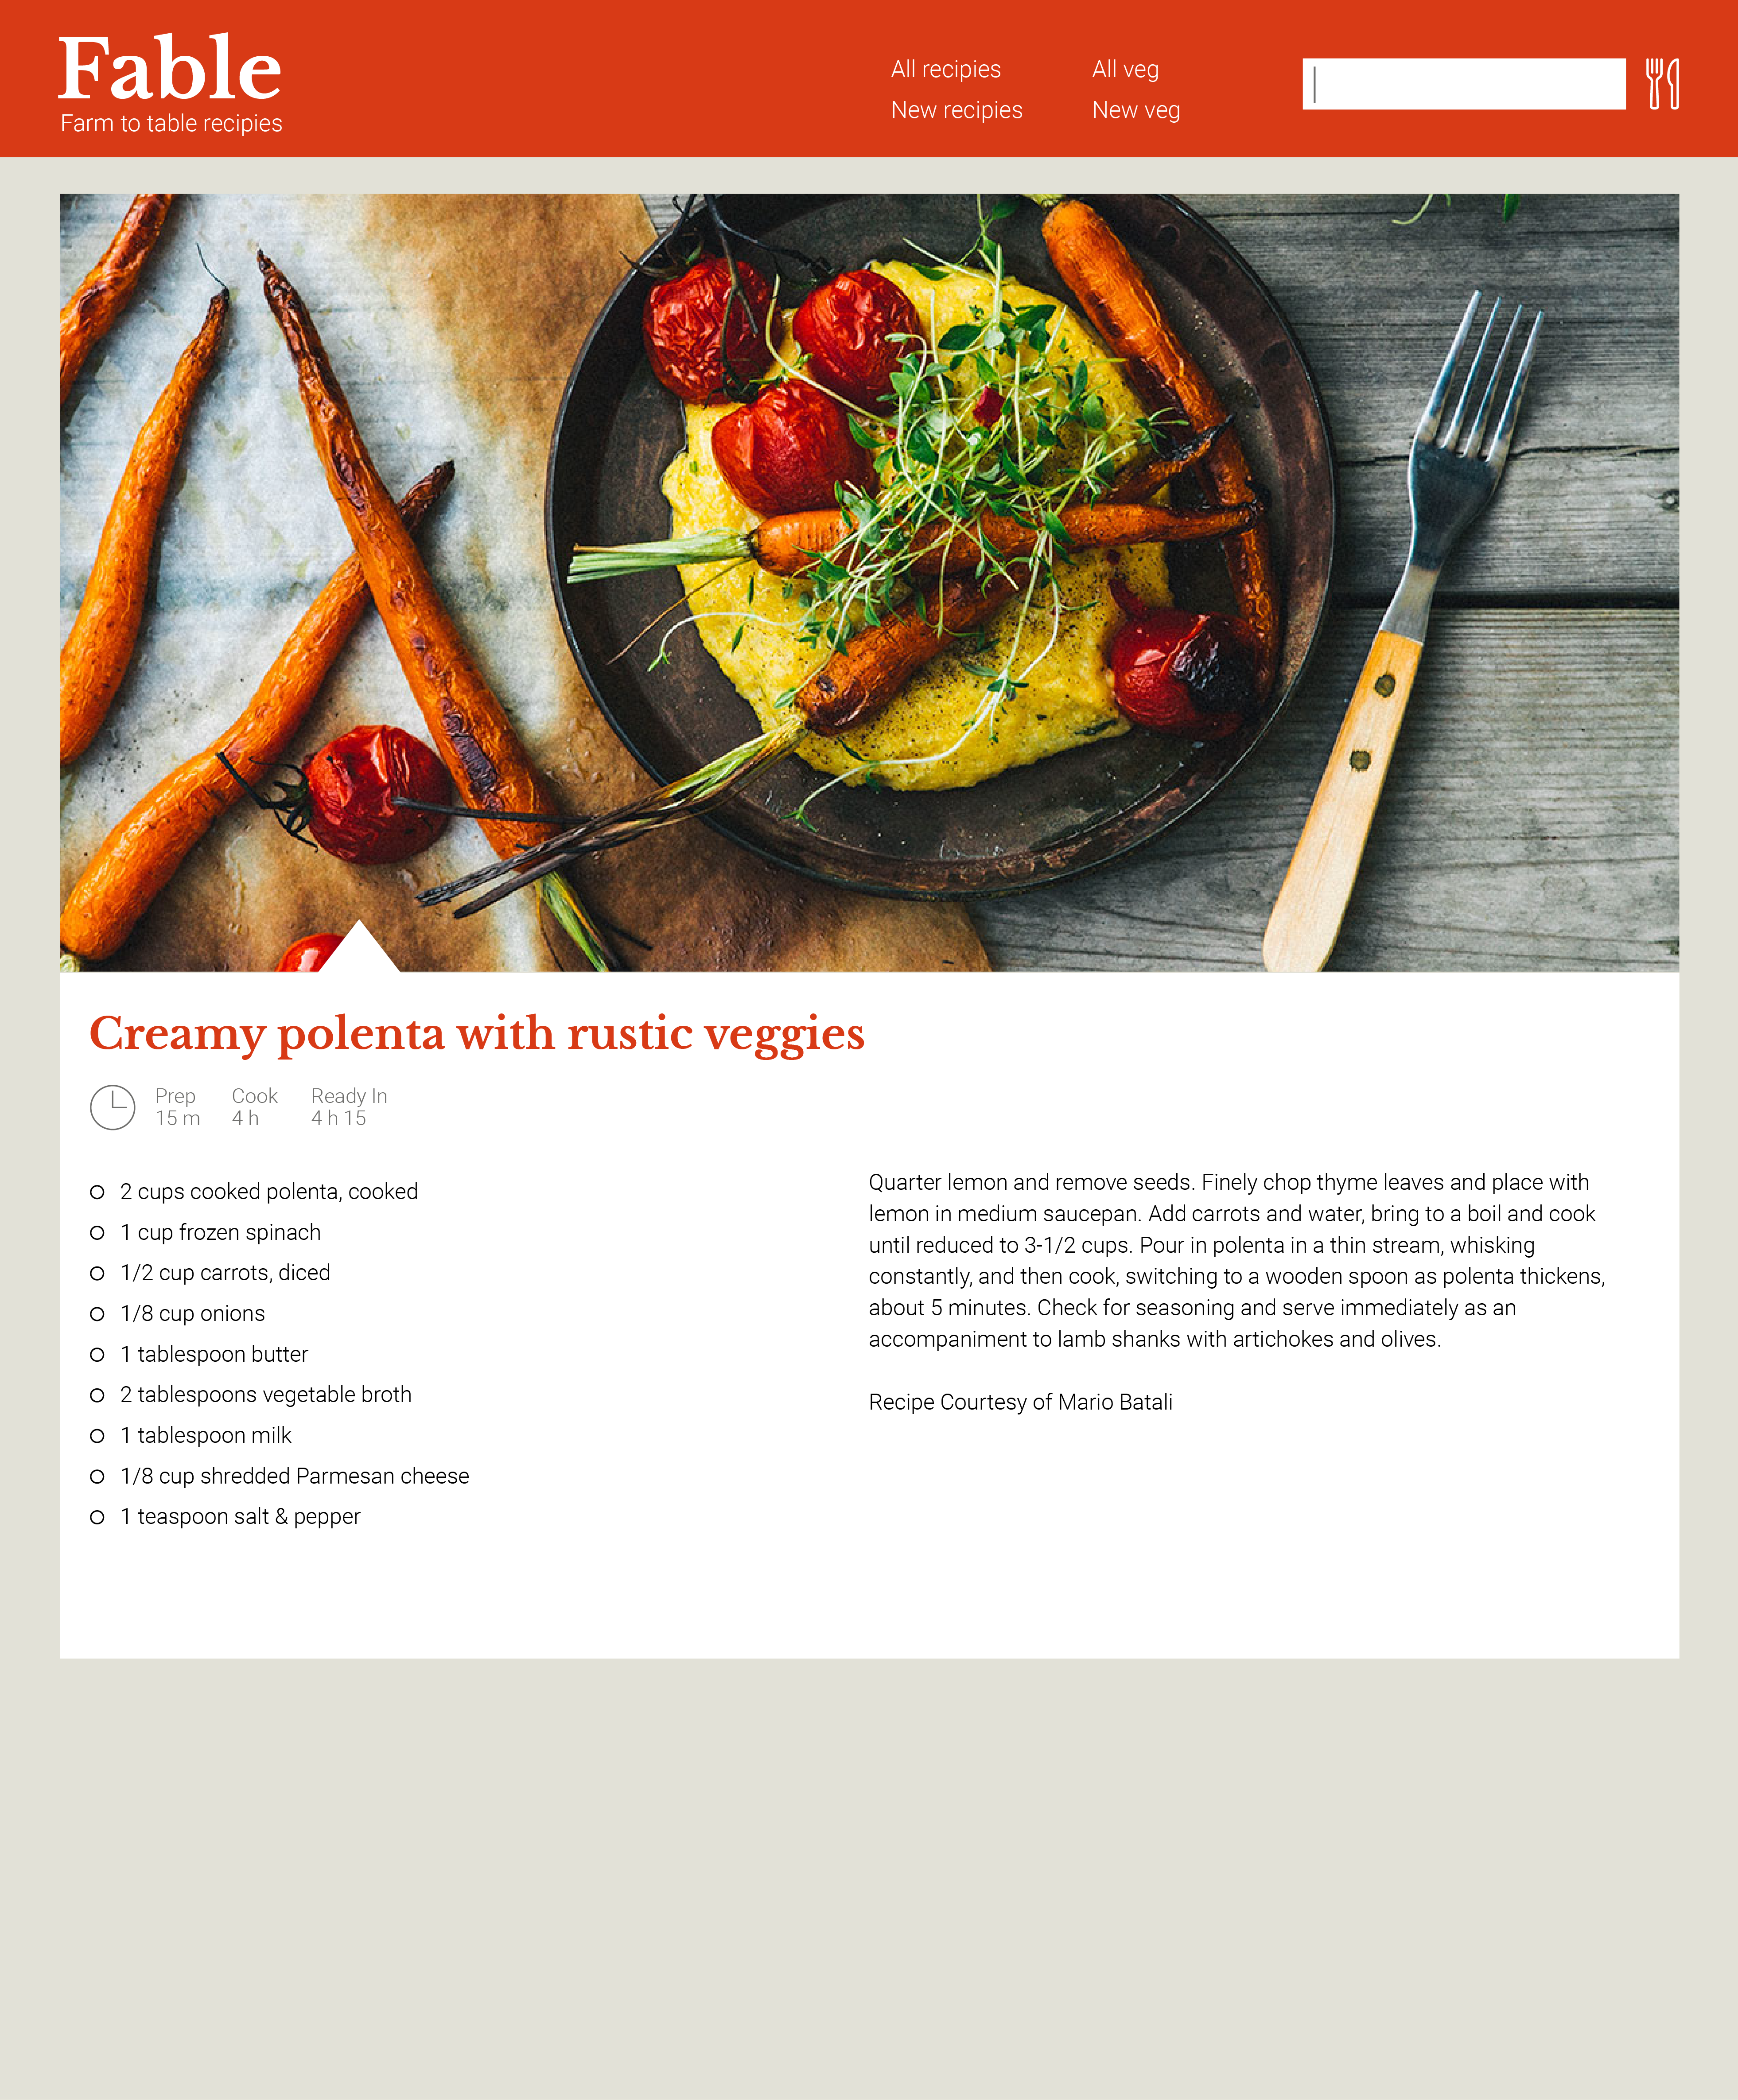 Fable
Farm to table recipies
All recipies
New recipies
All veg
New veg
Creamy polenta with rustic veggies
Prep
15 m
Cook
4 h
Ready In
4 h 15
2 cups cooked polenta, cooked
1 cup frozen spinach
1/2 cup carrots, diced
1/8 cup onions
1 tablespoon butter
2 tablespoons vegetable broth
1 tablespoon milk
1/8 cup shredded Parmesan cheese
1 teaspoon salt & pepper
Quarter lemon and remove seeds. Finely chop thyme leaves and place with
lemon in medium saucepan. Add carrots and water, bring to a boil and cook
until reduced to 3-1/2 cups. Pour in polenta in a thin stream, whisking
constantly, and then cook, switching to a wooden spoon as polenta thickens,
about 5 minutes. Check for seasoning and serve immediately as an
accompaniment to lamb shanks with artichokes and olives.
Recipe Courtesy of Mario Batali